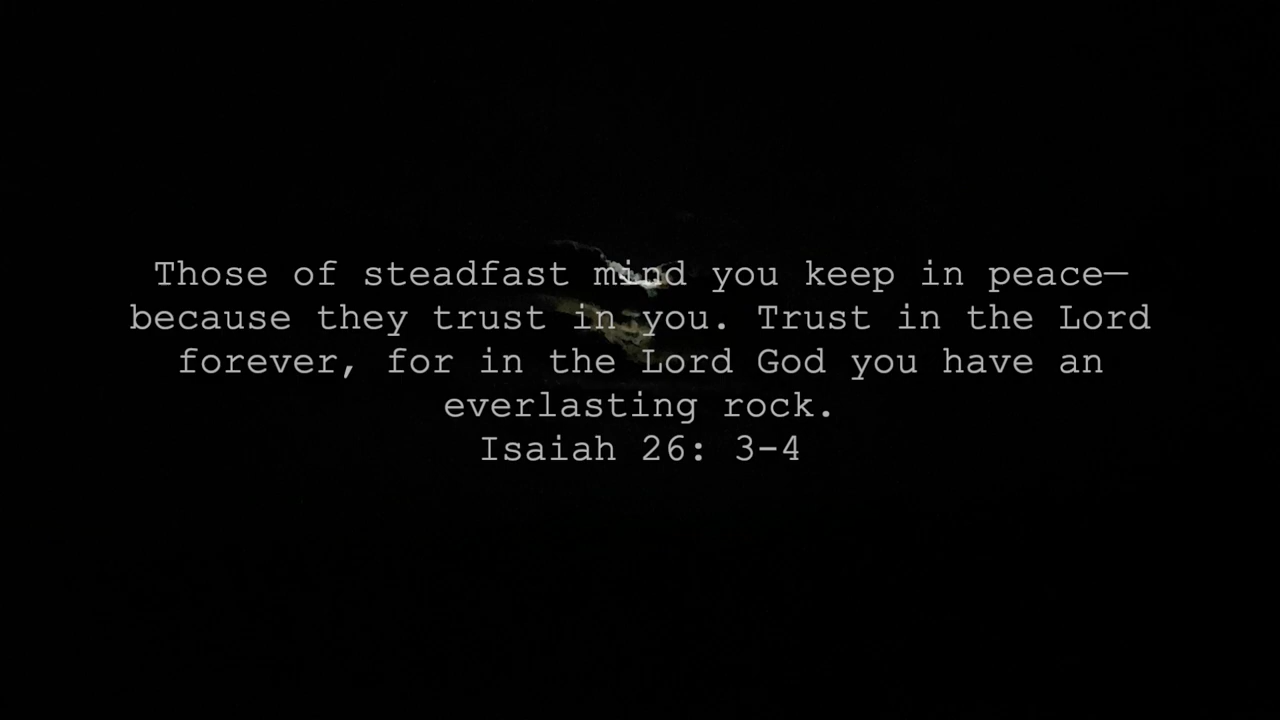 Those of steadfast mind you keep in peace—
because they trust in you. Trust in the Lord
forever, for in the Lord God you have an
everlasting rock.
Isaiah 26: 3-4